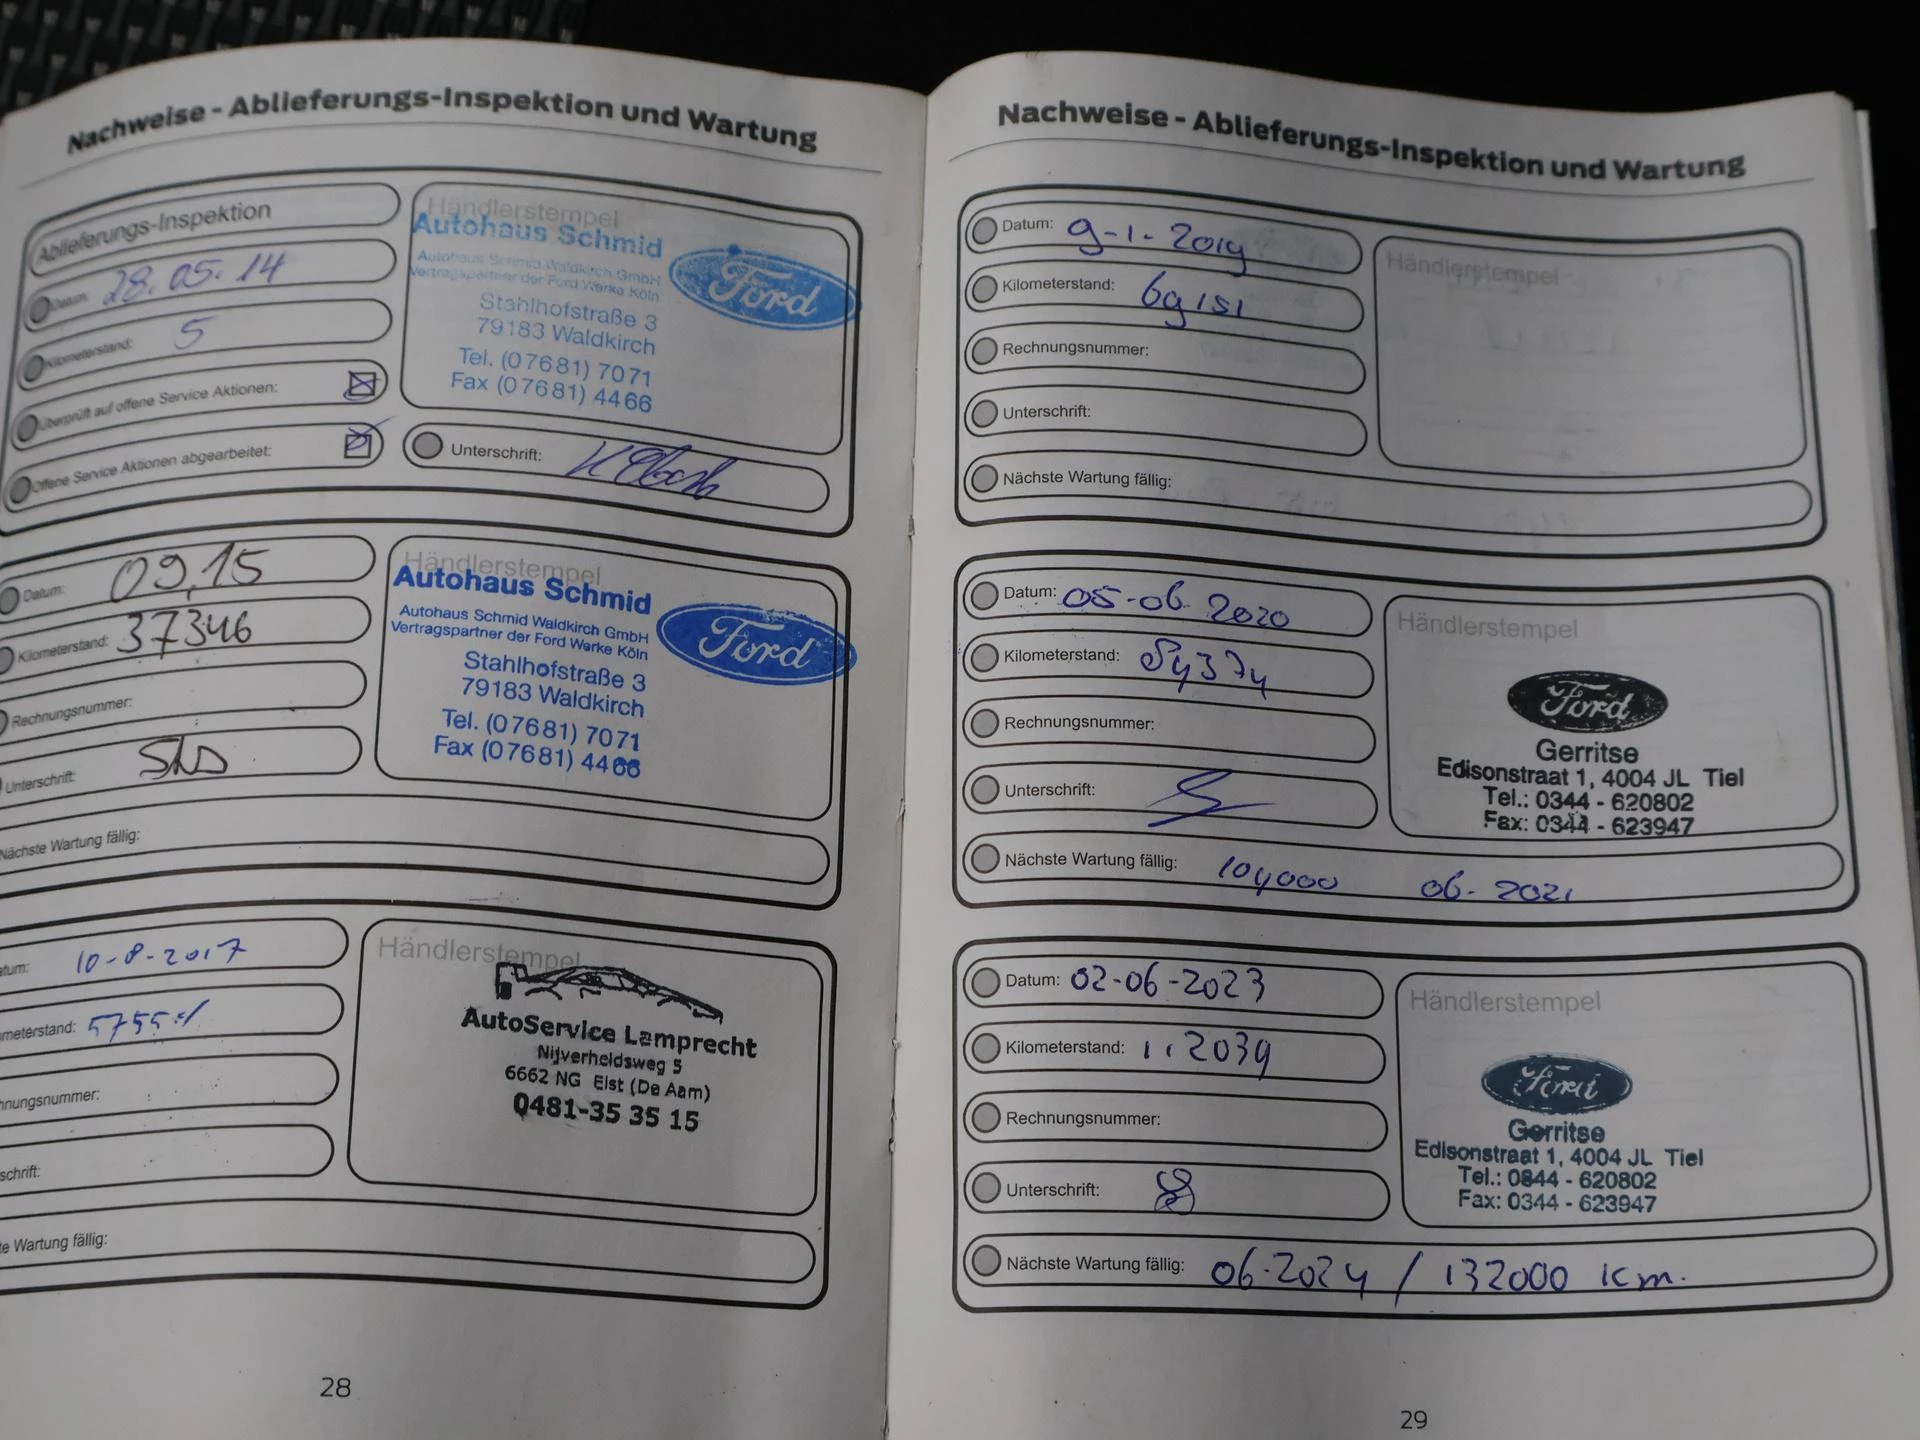 Nachweise - Ablieferungs-Inspektion und Wartung
Ablieferungs-Inspektion
Datum: 28.05.14
Kilometerstand: 5
Überprüft auf offene Service Aktionen:
Offene Service Aktionen abgearbeitet:
Händlerstempel
Autohaus Schmid
Autohaus Schmid Waldkirch GmbH
Vertragspartner der Ford Werke Köln
Ford
Stahlhofstraße 3
79183 Waldkirch
Tel. (07681) 7071
Fax (07681) 4466
Unterschrift:
Datum: 09.15
Kilometerstand: 37346
Rechnungsnummer:
Unterschrift:
Nächste Wartung fällig:
Händlerstempel
Autohaus Schmid
Autohaus Schmid Waldkirch GmbH
Vertragspartner der Ford Werke Köln
Ford
Stahlhofstraße 3
79183 Waldkirch
Tel. (07681) 7071
Fax (07681) 4466
tum: 10-8-2017
meterstand:
nungsnummer:
schrift:
te Wartung fällig:
Händlerstempel
AutoService Lamprecht
Nijverheidsweg 5
6662 NG Elst (De Aam)
0481-35 35 15
28
Nachweise - Ablieferungs-Inspektion und Wartung
Datum: 9-1-2019
Kilometerstand: 69151
Rechnungsnummer:
Unterschrift:
Nächste Wartung fällig:
Händlerstempel
Datum: 05-06 2020
Kilometerstand: 84374
Rechnungsnummer:
Unterschrift:
Nächste Wartung fällig: 104000 06-2021
Händlerstempel
Ford
Gerritse
Edisonstraat 1, 4004 JL Tiel
Tel.: 0344 - 620802
Fax: 0344 - 623947
Datum: 02-06-2023
Kilometerstand: 112039
Rechnungsnummer:
Unterschrift:
Nächste Wartung fällig: 06-2024 / 132000 km.
Händlerstempel
Ford
Gerritse
Edisonstraat 1, 4004 JL Tiel
Tel.: 0344 - 620802
Fax: 0344 - 623947
29